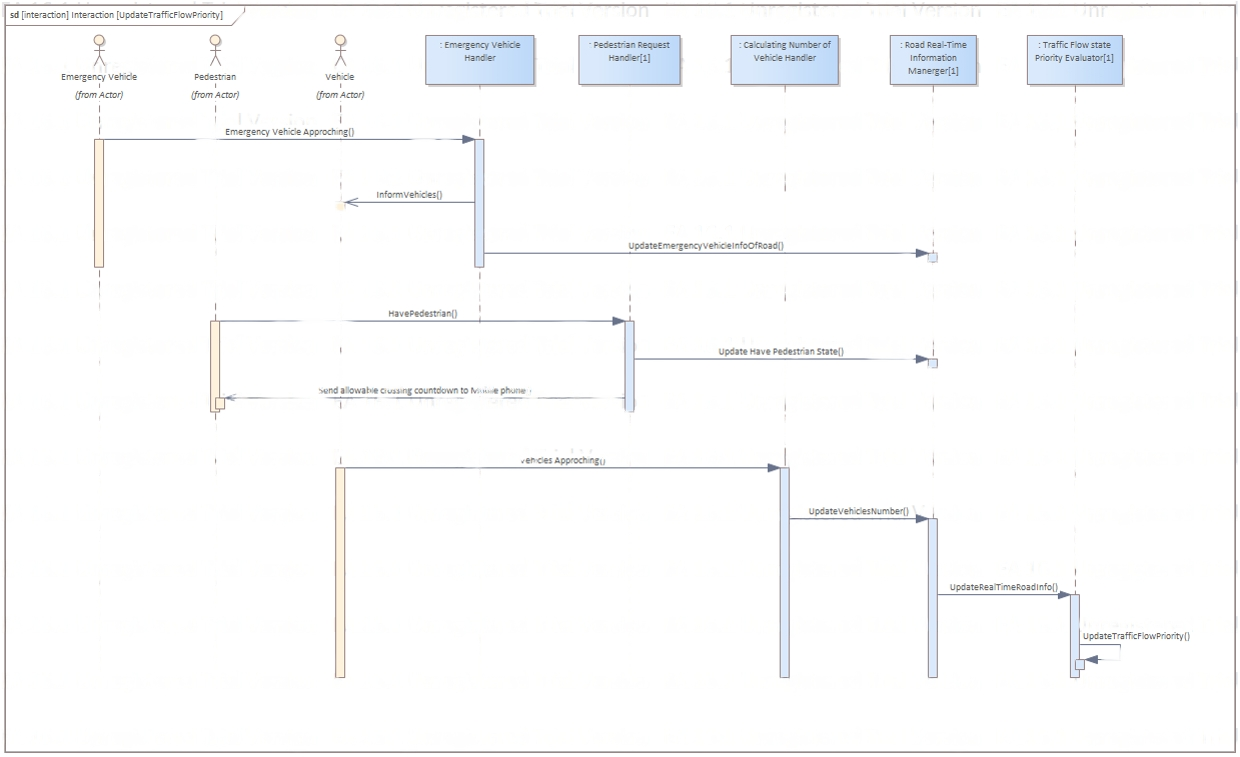 sd [interaction] Interaction [UpdateTrafficFlowPriority]
Emergency Vehicle
(from Actor)
Pedestrian
(from Actor)
Vehicle
(from Actor)
: Emergency Vehicle
Handler
: Pedestrian Request
Handler[1]
: Calculating Number of
Vehicle Handler
: Road Real-Time
Information
Manerger[1]
: Traffic Flow state
Priority Evaluator[1]
Emergency Vehicle Approching()
InformVehicles()
UpdateEmergencyVehicleInfoOfRoad()
HavePedestrian()
Update Have Pedestrian State()
Send allowable crossing countdown to Mobile phone()
Vehicles Approching()
UpdateVehiclesNumber()
UpdateRealTimeRoadInfo()
UpdateTrafficFlowPriority()